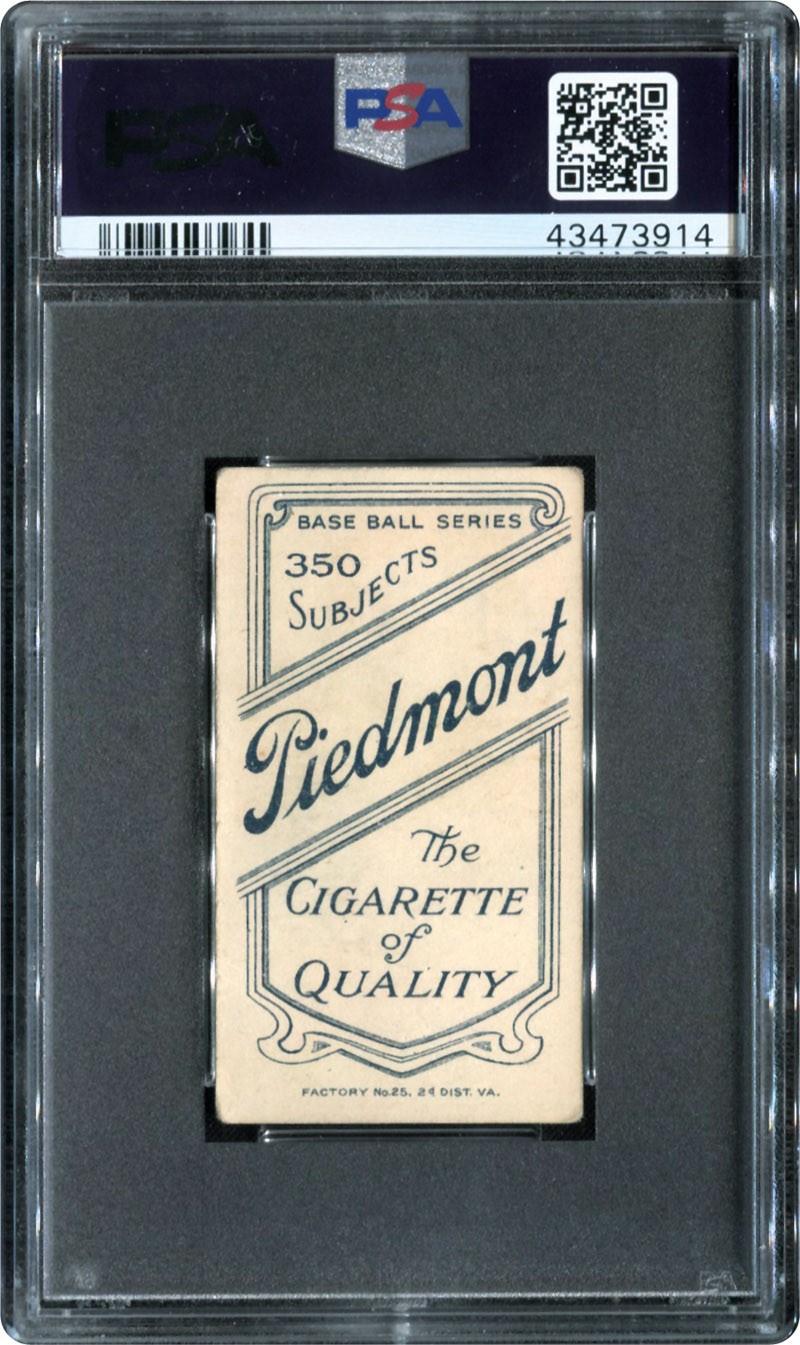 PSA
PSA
43473914
BASE BALL SERIES
350
SUBJECTS
Piedmont
The
CIGARETTE
of
QUALITY
FACTORY No. 25, 2d DIST. VA.